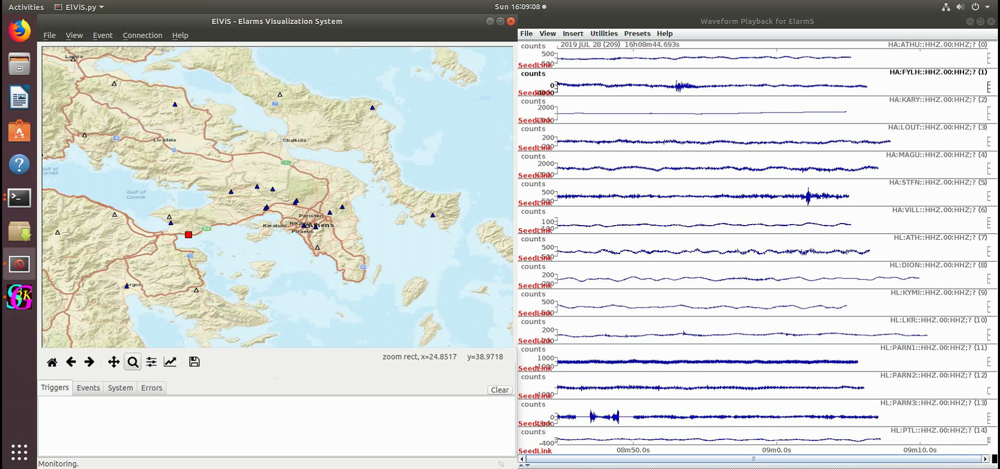 Activities ElViS.py Sun 16:09:08
ElViS - Elarms Visualization System
File View Event Connection Help
Lamia
77
48
Livadeia
3
Chalkida
1
Gulf of
Corinth
Gulf of
Corinth
Peristeri
Keratsini
Athens
Piraeus
10
Argos
zoom rect, x=24.8517 y=38.9718
Triggers Events System Errors
Clear
Monitoring.
Waveform Playback for ElarmS
File View Insert Utilities Presets Help
counts 2019 JUL 28 (209) 16h08m44.693s HA:ATHU::HHZ.00:HHZ;? (0)
500
SeedLink
counts HA:FYLH::HHZ.00:HHZ;? (1)
0
4000
SeedLink
counts HA:KARY::HHZ.00:HHZ;? (2)
2000
SeedLink
counts HA:LOUT::HHZ.00:HHZ;? (3)
200
200
SeedLink
counts HA:MAGU::HHZ.00:HHZ;? (4)
2000
2000
SeedLink
counts HA:STFN::HHZ.00:HHZ;? (5)
500
500
SeedLink
counts HA:VILL::HHZ.00:HHZ;? (6)
100
100
SeedLink
counts HL:ATH::HHZ.00:HHZ;? (7)
500
500
SeedLink
counts HL:DION::HHZ.00:HHZ;? (8)
200
200
SeedLink
counts HL:KYMI::HHZ.00:HHZ;? (9)
500
SeedLink
counts HL:LKR::HHZ.00:HHZ;? (10)
200
SeedLink
counts HL:PARN1::HHZ.00:HHZ;? (11)
1000
SeedLink
counts HL:PARN2::HHZ.00:HHZ;? (12)
SeedLink
counts HL:PARN3::HHZ.00:HHZ;? (13)
0
SeedLink
counts HL:PTL::HHZ.00:HHZ;? (14)
-400
SeedLink
08m50.0s 09m0.0s 09m10.0s